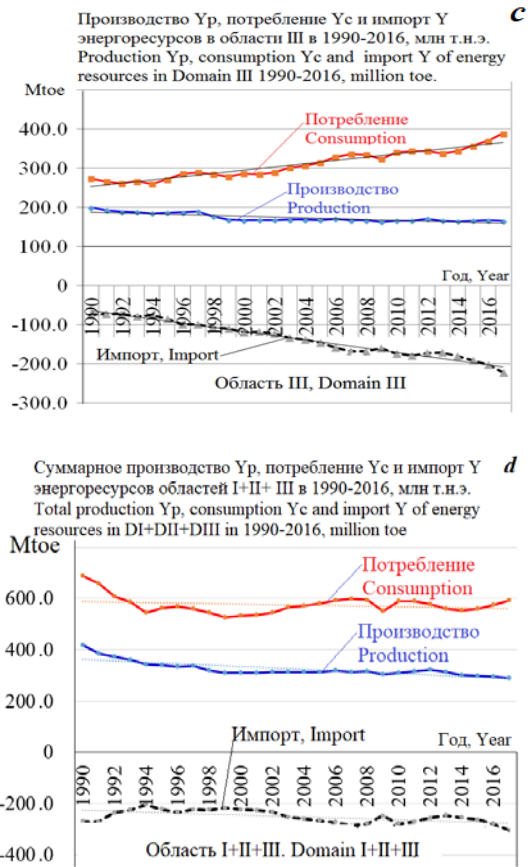 c
Производство Yp, потребление Yc и импорт Y
энергоресурсов в области III в 1990-2016, млн т.н.э.
Production Yp, consumption Yc and import Y of energy
resources in Domain III 1990-2016, million toe.
Mtoe
400.0
300.0
200.0
100.0
0
-100.0
-200.0
-300.0
Потребление
Consumption
Производство
Production
Год, Year
1990
1992
1994
1996
1998
2000
2002
2004
2006
2008
2010
2012
2014
2016
Импорт, Import
Область III, Domain III
d
Суммарное производство Yp, потребление Yc и импорт Y
энергоресурсов областей I+II+ III в 1990-2016, млн т.н.э.
Total production Yp, consumption Yc and import Y of energy
resources in DI+DII+DIII in 1990-2016, million toe
Mtoe
600.0
400.0
200.0
0
-200.0
-400.0
Потребление
Consumption
Производство
Production
Импорт, Import
Год, Year
1990
1992
1994
1996
1998
2000
2002
2004
2006
2008
2010
2012
2014
2016
Область I+II+III. Domain I+II+III